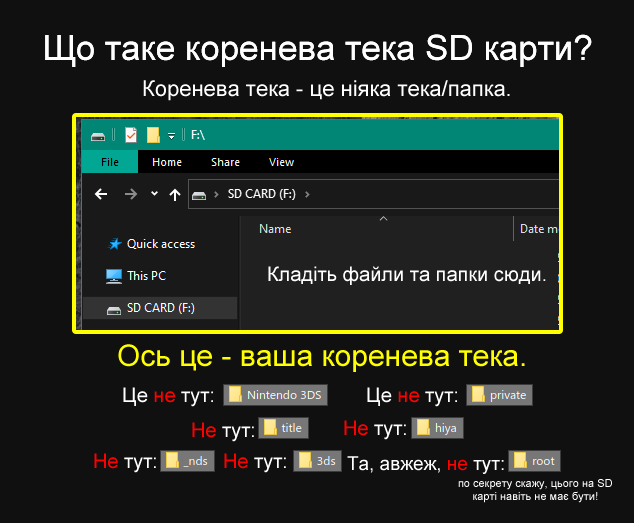 Що таке коренева тека SD карти?
Коренева тека - це ніяка тека/папка.
F:\
File Home Share View
SD CARD (F:)
Name Date m
Quick access
This PC
Кладіть файли та папки сюди.
SD CARD (F:)
Ось це - ваша коренева тека.
Це не тут: Nintendo 3DS Це не тут: private
Не тут: title Не тут: hiya
Не тут: _nds Не тут: 3ds Та, авжеж, не тут: root
по секрету скажу, цього на SD
карті навіть не має бути!